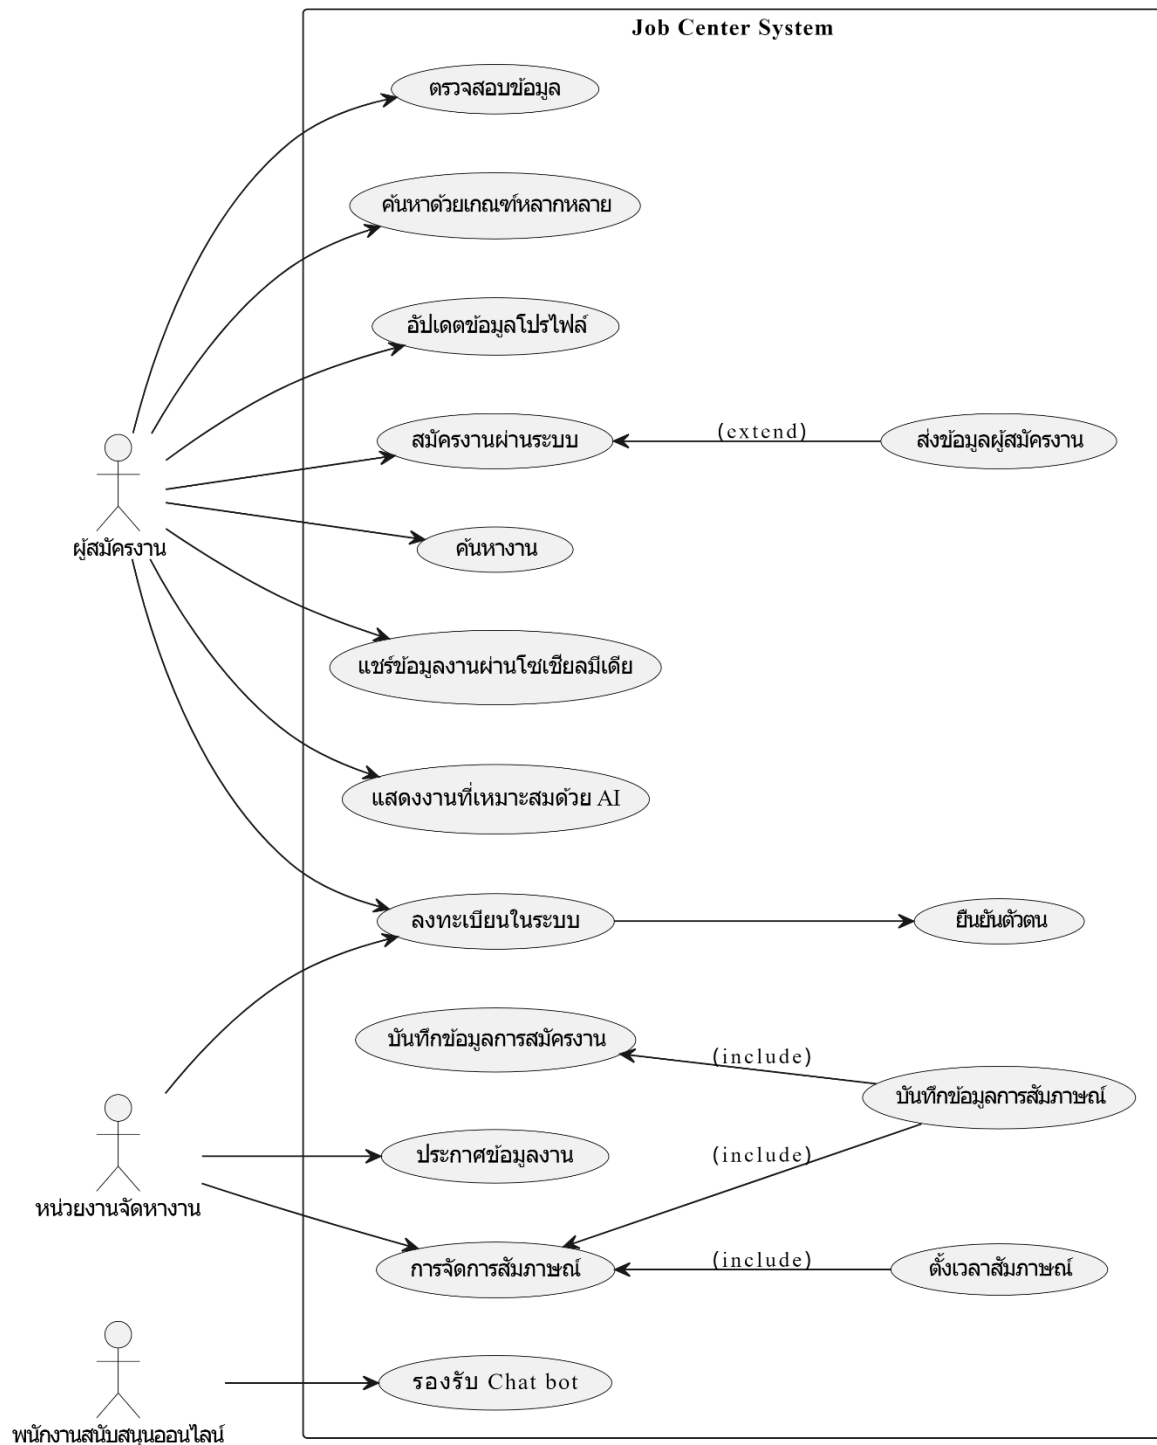 Job Center System
ตรวจสอบข้อมูล
ค้นหาด้วยเกณฑ์หลากหลาย
อัปเดตข้อมูลโปรไฟล์
สมัครงานผ่านระบบ
(extend)
ส่งข้อมูลผู้สมัครงาน
ผู้สมัครงาน
ค้นหางาน
แชร์ข้อมูลงานผ่านโซเชียลมีเดีย
แสดงงานที่เหมาะสมด้วย AI
ลงทะเบียนในระบบ
ยืนยันตัวตน
บันทึกข้อมูลการสมัครงาน
(include)
บันทึกข้อมูลการสัมภาษณ์
ประกาศข้อมูลงาน
(include)
หน่วยงานจัดหางาน
การจัดการสัมภาษณ์
(include)
ตั้งเวลาสัมภาษณ์
รองรับ Chat bot
พนักงานสนับสนุนออนไลน์